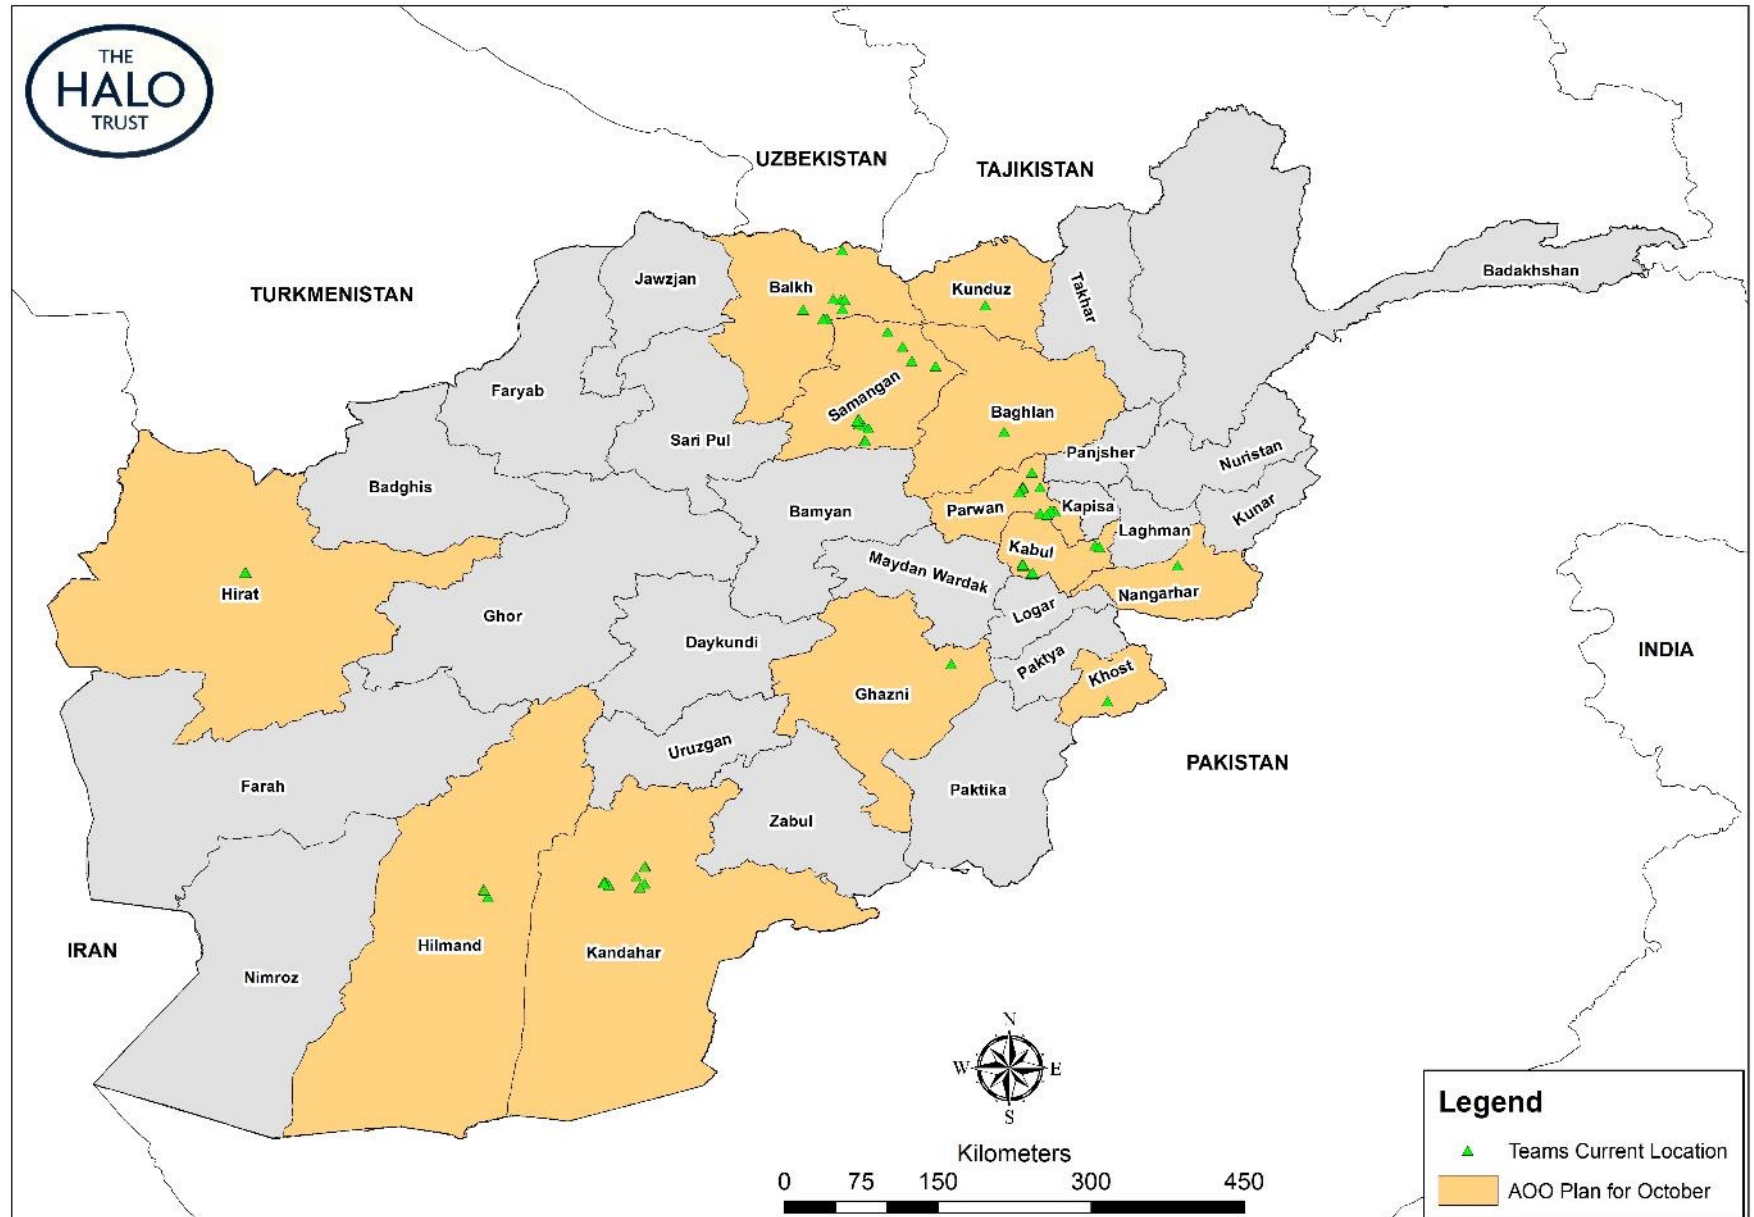 THE
HALO
TRUST
UZBEKISTAN
TAJIKISTAN
TURKMENISTAN
Jawzjan
Balkh
Kunduz
Takhar
Badakhshan
Faryab
Samangan
Baghlan
Sari Pul
Panjsher
Nuristan
Badghis
Bamyan
Parwan
Kapisa
Kunar
Laghman
Kabul
Maydan Wardak
Hirat
Nangarhar
Ghor
Logar
Daykundi
Paktya
INDIA
Khost
Ghazni
Uruzgan
PAKISTAN
Farah
Paktika
Zabul
Hilmand
IRAN
Kandahar
Nimroz
N
W
E
S
Kilometers
0 75 150 300 450
Legend
Teams Current Location
AOO Plan for October